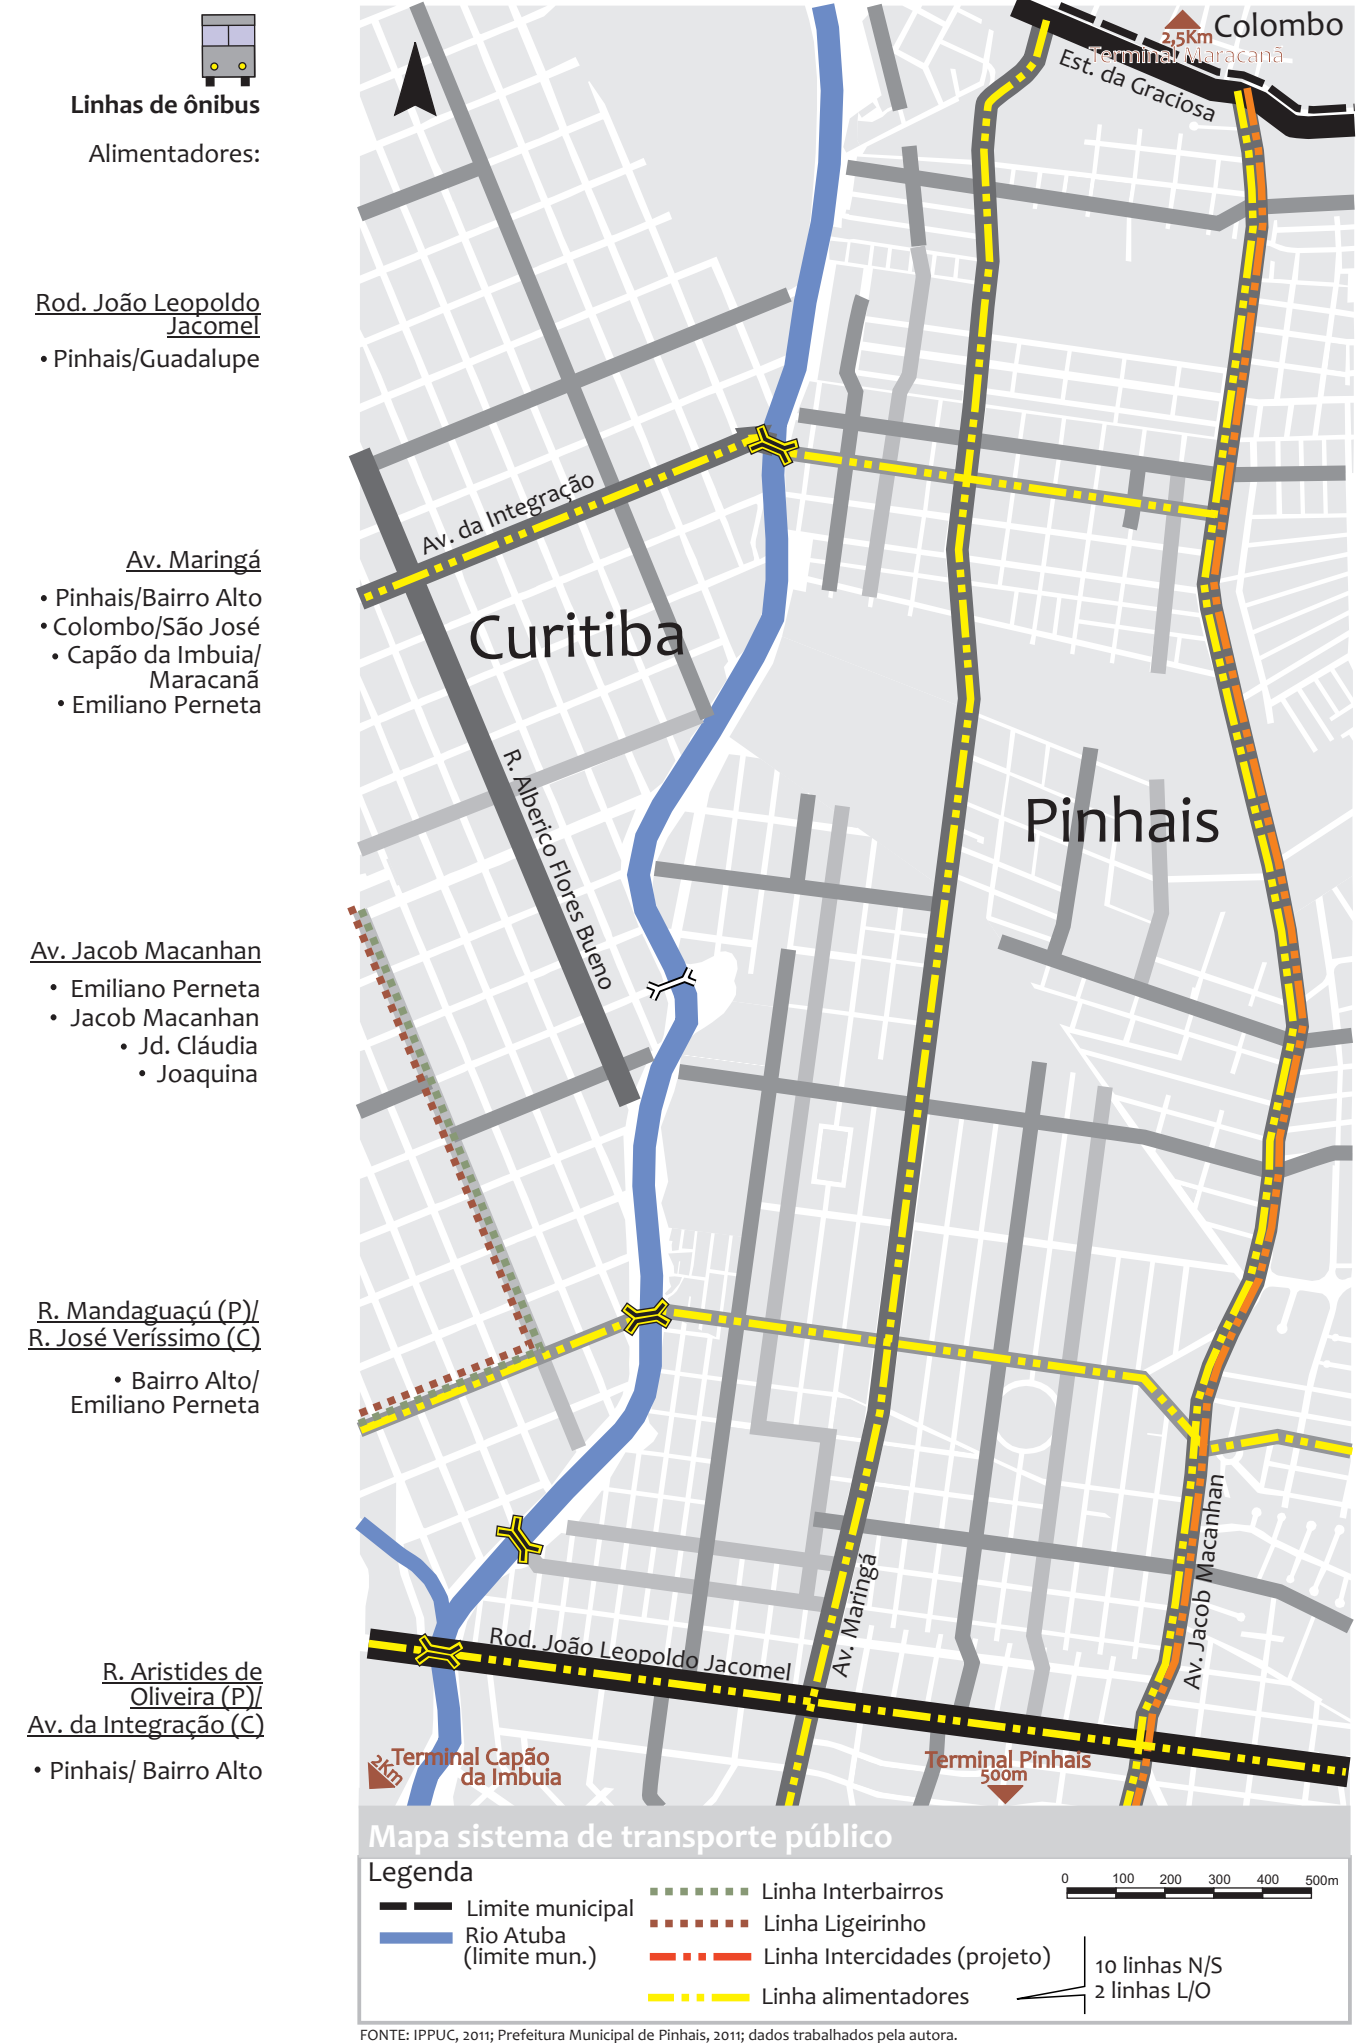 Linhas de ônibus
Alimentadores:
Rod. João Leopoldo
Jacomel
• Pinhais/Guadalupe
Av. Maringá
• Pinhais/Bairro Alto
• Colombo/São José
• Capão da Imbuia/
Maracanã
• Emiliano Perneta
Av. Jacob Macanhan
• Emiliano Perneta
• Jacob Macanhan
• Jd. Cláudia
• Joaquina
R. Mandaguaçú (P)/
R. José Veríssimo (C)
• Bairro Alto/
Emiliano Perneta
R. Aristides de
Oliveira (P)/
Av. da Integração (C)
• Pinhais/ Bairro Alto
Colombo
2,5Km
Terminal Maracanã
Est. da Graciosa
Av. da Integração
Curitiba
R. Alberico Flores Bueno
Pinhais
Av. Jacob Macanhan
Av. Maringá
Rod. João Leopoldo Jacomel
2Km
Terminal Capão
da Imbuia
Terminal Pinhais
500m
Mapa sistema de transporte público
Legenda
Limite municipal
Rio Atuba
(limite mun.)
Linha Interbairros
Linha Ligeirinho
Linha Intercidades (projeto)
Linha alimentadores
0 100 200 300 400 500m
10 linhas N/S
2 linhas L/O
FONTE: IPPUC, 2011; Prefeitura Municipal de Pinhais, 2011; dados trabalhados pela autora.